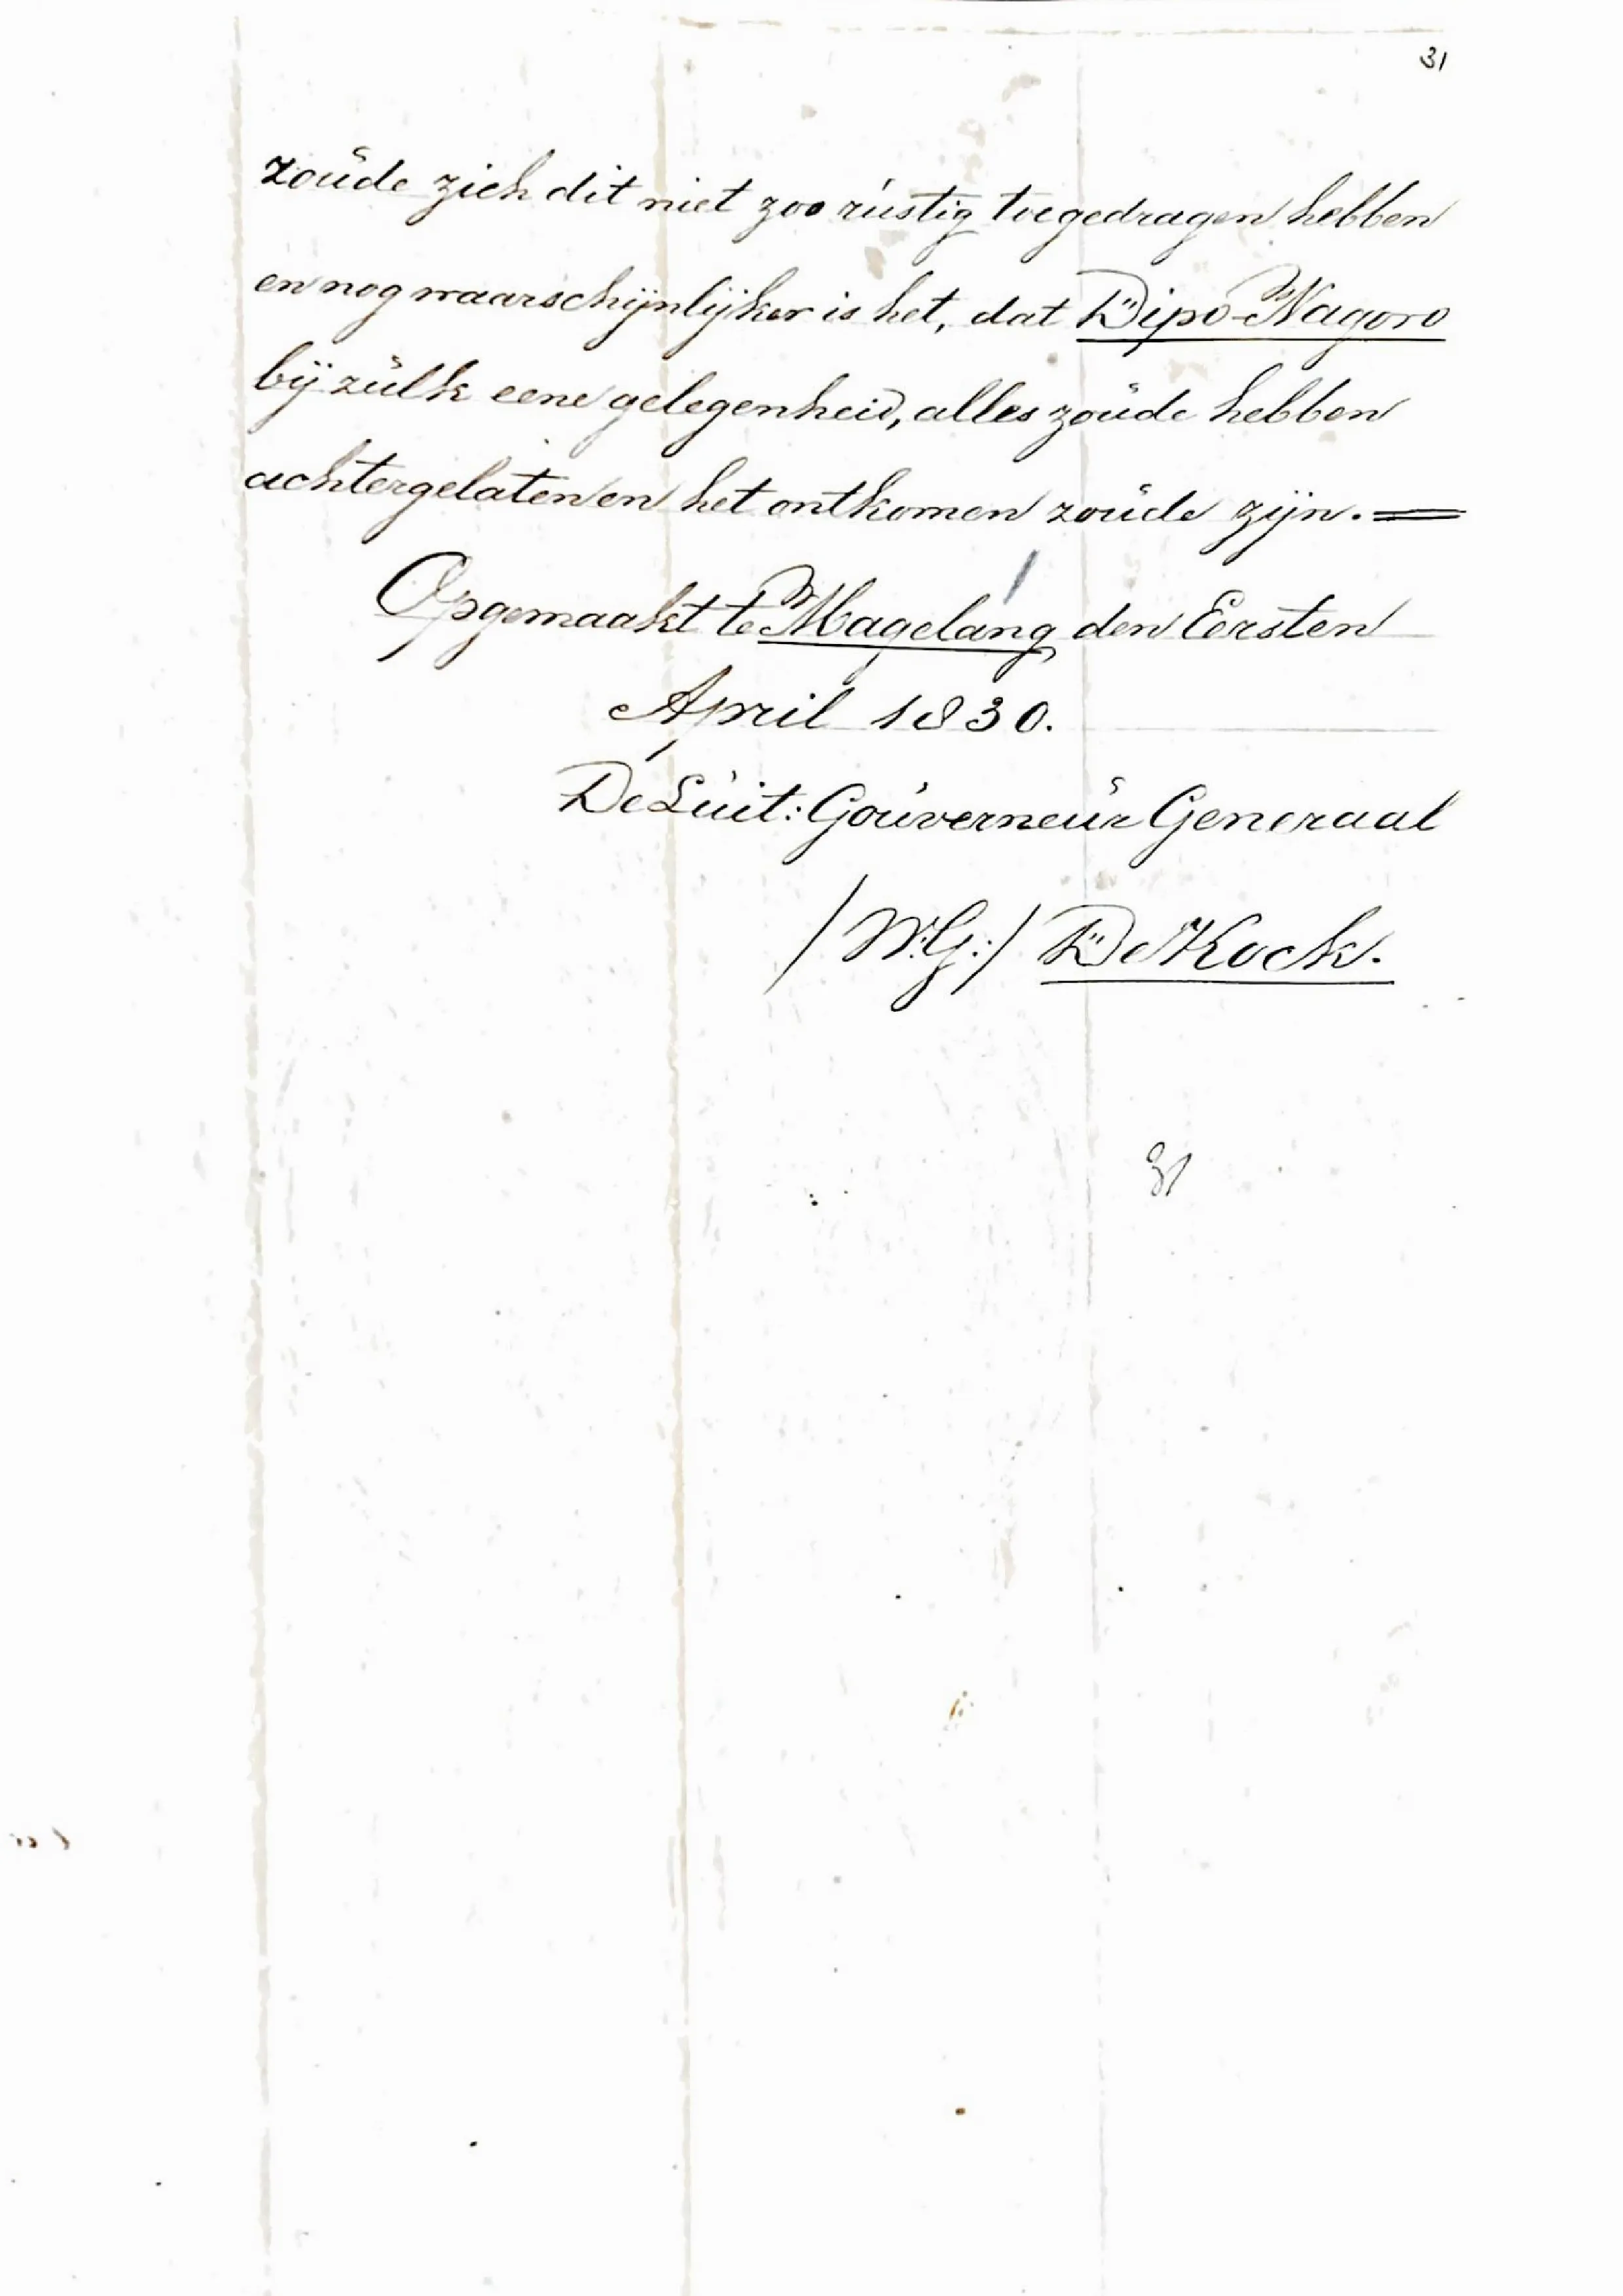 31
zoude zich dit niet zoo rustig toegedragen hebben
en nog waarschijnlijker is het, dat Dipo-Nagoro
bij zulk eene gelegenheid, alles zoude hebben
achtergelaten en het ontkomen zoude zijn.
Opgemaakt te Magelang den Eersten
April 1830.
De Luit: Gouverneur Generaal
/W:G:/ De Kock.
31